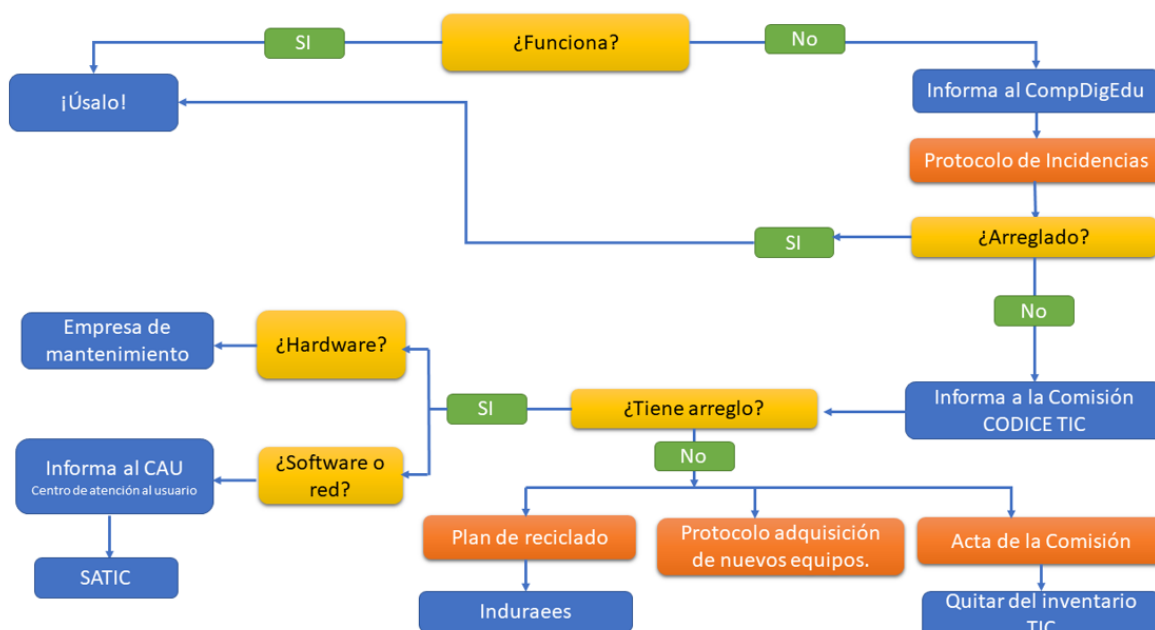 SI
¿Funciona?
No
¡Úsalo!
Informa al CompDigEdu
Protocolo de Incidencias
SI
¿Arreglado?
No
Empresa de
mantenimiento
¿Hardware?
SI
¿Tiene arreglo?
Informa a la Comisión
CODICE TIC
Informa al CAU
Centro de atención al usuario
¿Software o
red?
No
Plan de reciclado
Protocolo adquisición
de nuevos equipos.
Acta de la Comisión
SATIC
Induraees
Quitar del inventario
TIC